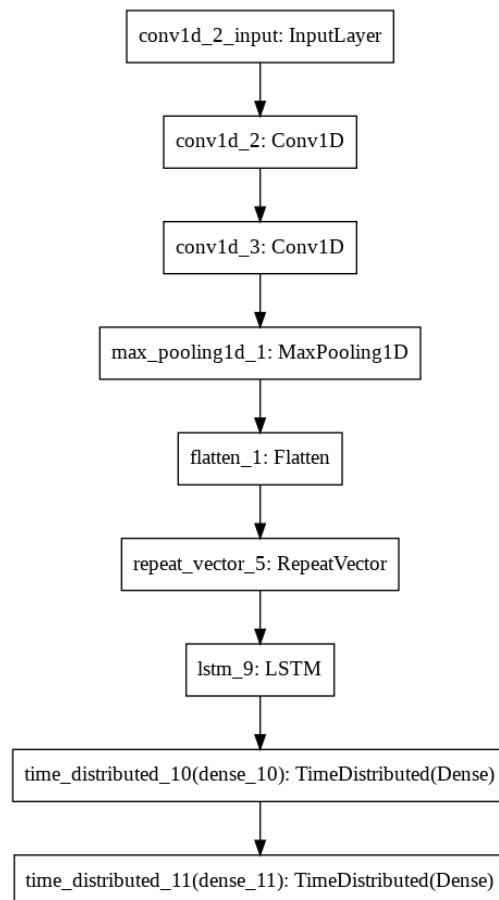 conv1d_2_input: InputLayer
conv1d_2: Conv1D
conv1d_3: Conv1D
max_pooling1d_1: MaxPooling1D
flatten_1: Flatten
repeat_vector_5: RepeatVector
lstm_9: LSTM
time_distributed_10(dense_10): TimeDistributed(Dense)
time_distributed_11(dense_11): TimeDistributed(Dense)